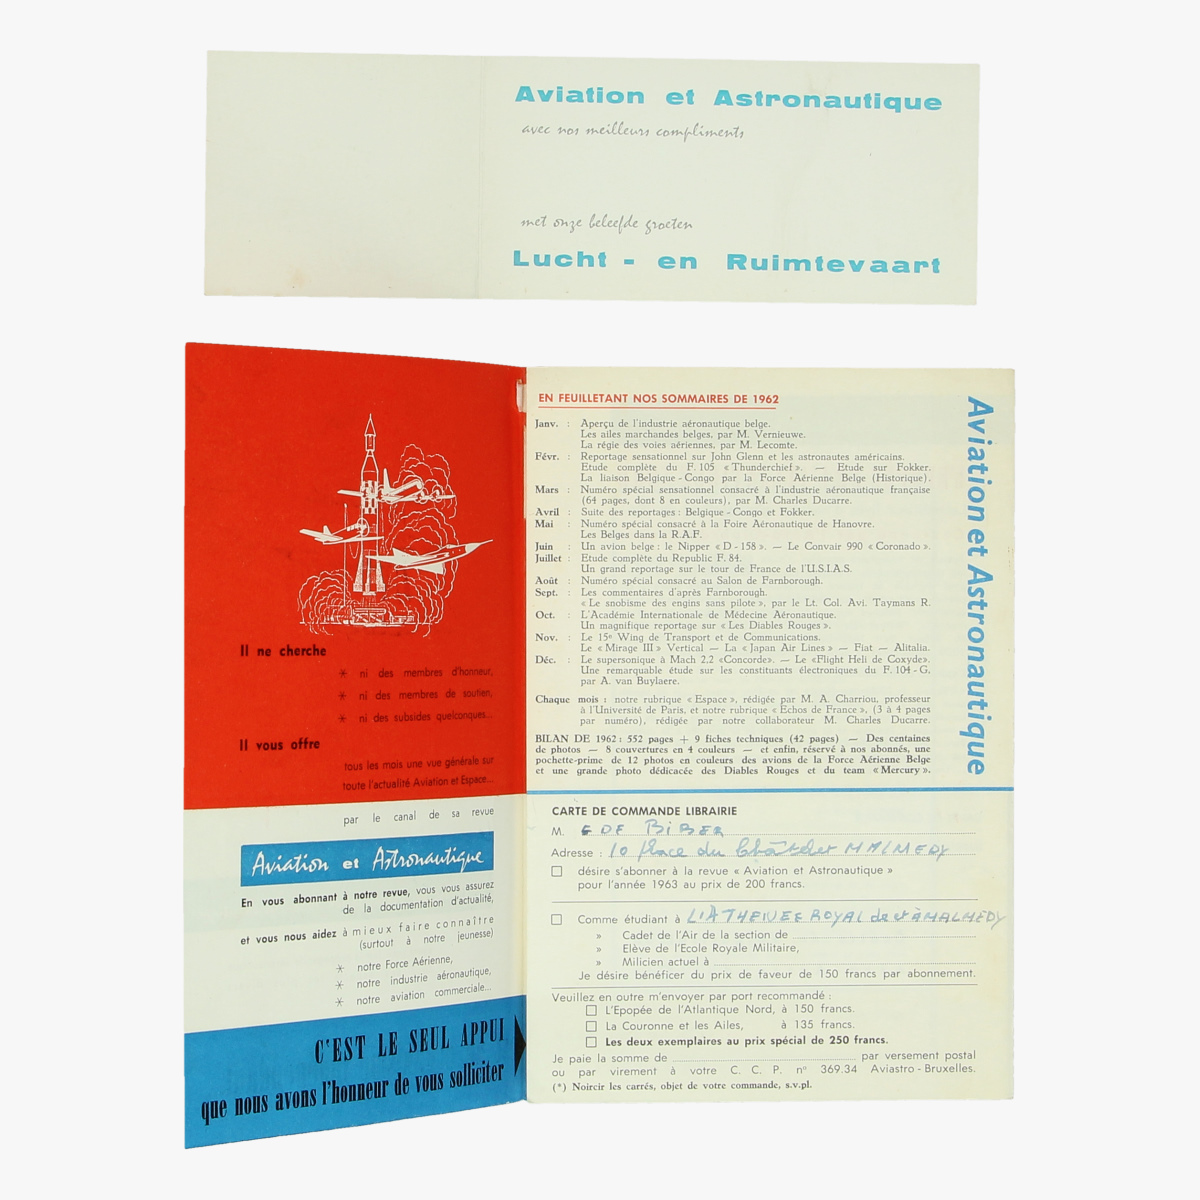 Aviation et Astronautique
avec nos meilleurs compliments
met onze beleefde groeten
Lucht - en Ruimtevaart
Il ne cherche
* ni des membres d'honneur,
* ni des membres de soutien,
* ni des subsides quelconques...
Il vous offre
tous les mois une vue générale sur
toute l'actualité Aviation et Espace...
par le canal de sa revue
Aviation et Astronautique
En vous abonnant à notre revue, vous vous assurez
de la documentation d'actualité,
et vous nous aidez à mieux faire connaître
(surtout à notre jeunesse)
* notre Force Aérienne,
* notre industrie aéronautique,
* notre aviation commerciale...
C'EST LE SEUL APPUI
que nous avons l'honneur de vous solliciter
EN FEUILLETANT NOS SOMMAIRES DE 1962
Janv. : Aperçu de l'industrie aéronautique belge.
Les ailes marchandes belges, par M. Vernieuwe.
La régie des voies aériennes, par M. Lecomte.
Févr. : Reportage sensationnel sur John Glenn et les astronautes américains.
Etude complète du F. 105 « Thunderchief ». — Etude sur Fokker.
La liaison Belgique - Congo par la Force Aérienne Belge (Historique).
Mars : Numéro spécial sensationnel consacré à l'industrie aéronautique française
(64 pages, dont 8 en couleurs), par M. Charles Ducarre.
Avril : Suite des reportages : Belgique - Congo et Fokker.
Mai : Numéro spécial consacré à la Foire Aéronautique de Hanovre.
Les Belges dans la R.A.F.
Juin : Un avion belge : le Nipper « D - 158 ». — Le Convair 990 « Coronado ».
Juillet : Etude complète du Republic F. 84.
Un grand reportage sur le tour de France de l'U.S.I.A.S.
Août : Numéro spécial consacré au Salon de Farnborough.
Sept. : Les commentaires d'après Farnborough.
« Le snobisme des engins sans pilote », par le Lt. Col. Avi. Taymans R.
Oct. : L'Académie Internationale de Médecine Aéronautique.
Un magnifique reportage sur « Les Diables Rouges ».
Nov. : Le 15e Wing de Transport et de Communications.
Le « Mirage III » Vertical — La « Japan Air Lines » — Fiat — Alitalia.
Déc. : Le supersonique à Mach 2.2 «Concorde». — Le «Flight Heli de Coxyde».
Une remarquable étude sur les constituants électroniques du F. 104 - G,
par A. van Buylaere.
Chaque mois : notre rubrique « Espace », rédigée par M. A. Charriou, professeur
à l'Université de Paris, et notre rubrique « Echos de France », (3 à 4 pages
par numéro), rédigée par notre collaborateur M. Charles Ducarre.
BILAN DE 1962 : 552 pages + 9 fiches techniques (42 pages) — Des centaines
de photos — 8 couvertures en 4 couleurs — et enfin, réservé à nos abonnés, une
pochette-prime de 12 photos en couleurs des avions de la Force Aérienne Belge
et une grande photo dédicacée des Diables Rouges et du team « Mercury ».
Aviation et Astronautique
CARTE DE COMMANDE LIBRAIRIE
M. G DE BiBER
Adresse : 10 place du Châtelet MALMEDY
désire s'abonner à la revue « Aviation et Astronautique »
pour l'année 1963 au prix de 200 francs.
Comme étudiant à L'ATHENEE ROYAL de et à MALMEDY
» Cadet de l'Air de la section de
» Elève de l'Ecole Royale Militaire,
» Milicien actuel à
Je désire bénéficer du prix de faveur de 150 francs par abonnement.
Veuillez en outre m'envoyer par port recommandé :
L'Epopée de l'Atlantique Nord, à 150 francs.
La Couronne et les Ailes, à 135 francs.
Les deux exemplaires au prix spécial de 250 francs.
Je paie la somme de par versement postal
ou par virement à votre C. C. P. n° 369.34 Aviastro - Bruxelles.
(*) Noircir les carrés, objet de votre commande, s.v.pl.